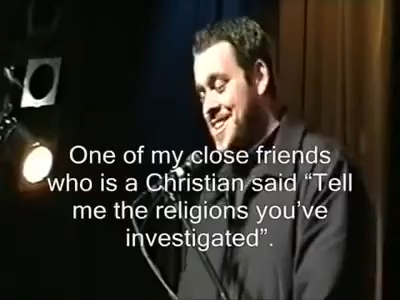 One of my close friends
who is a Christian said “Tell
me the religions you’ve
investigated”.